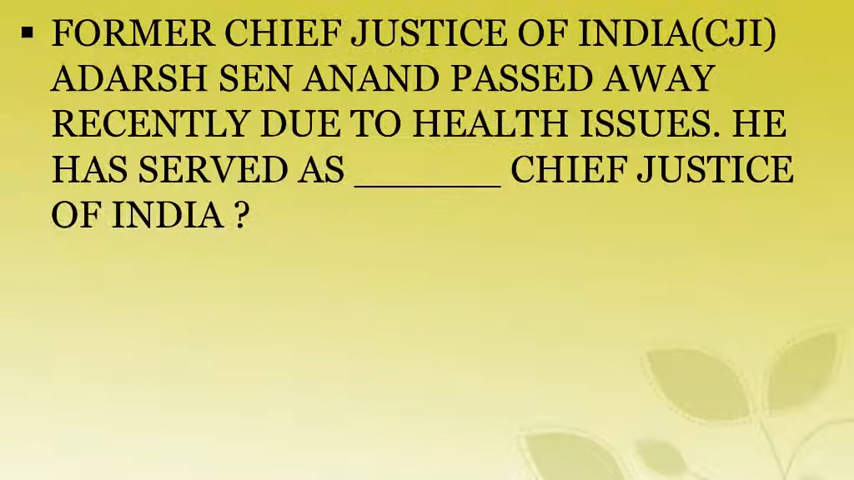 ▪ FORMER CHIEF JUSTICE OF INDIA(CJI)
ADARSH SEN ANAND PASSED AWAY
RECENTLY DUE TO HEALTH ISSUES. HE
HAS SERVED AS _______ CHIEF JUSTICE
OF INDIA ?